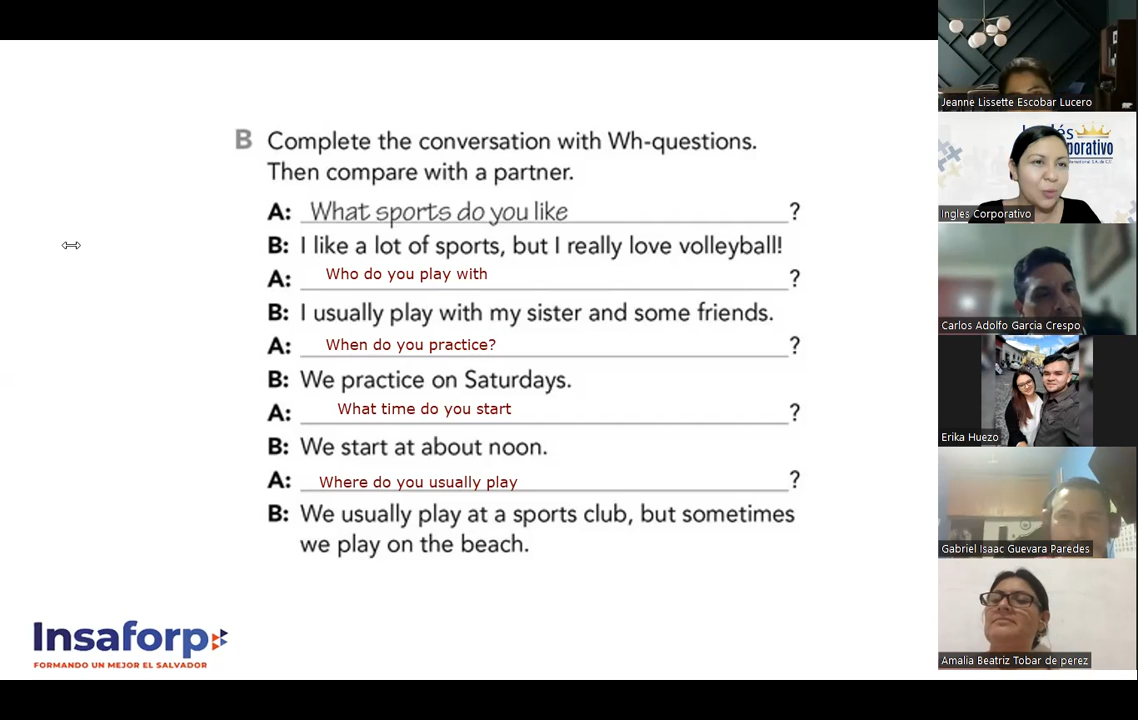 B Complete the conversation with Wh-questions.
Then compare with a partner.
A: What sports do you like ?
B: I like a lot of sports, but I really love volleyball!
A: Who do you play with ?
B: I usually play with my sister and some friends.
A: When do you practice? ?
B: We practice on Saturdays.
A: What time do you start ?
B: We start at about noon.
A: Where do you usually play ?
B: We usually play at a sports club, but sometimes
we play on the beach.
Insaforp
FORMANDO UN MEJOR EL SALVADOR
Jeanne Lissette Escobar Lucero
Ingles Corporativo
Carlos Adolfo Garcia Crespo
Erika Huezo
Gabriel Isaac Guevara Paredes
Amalia Beatriz Tobar de perez